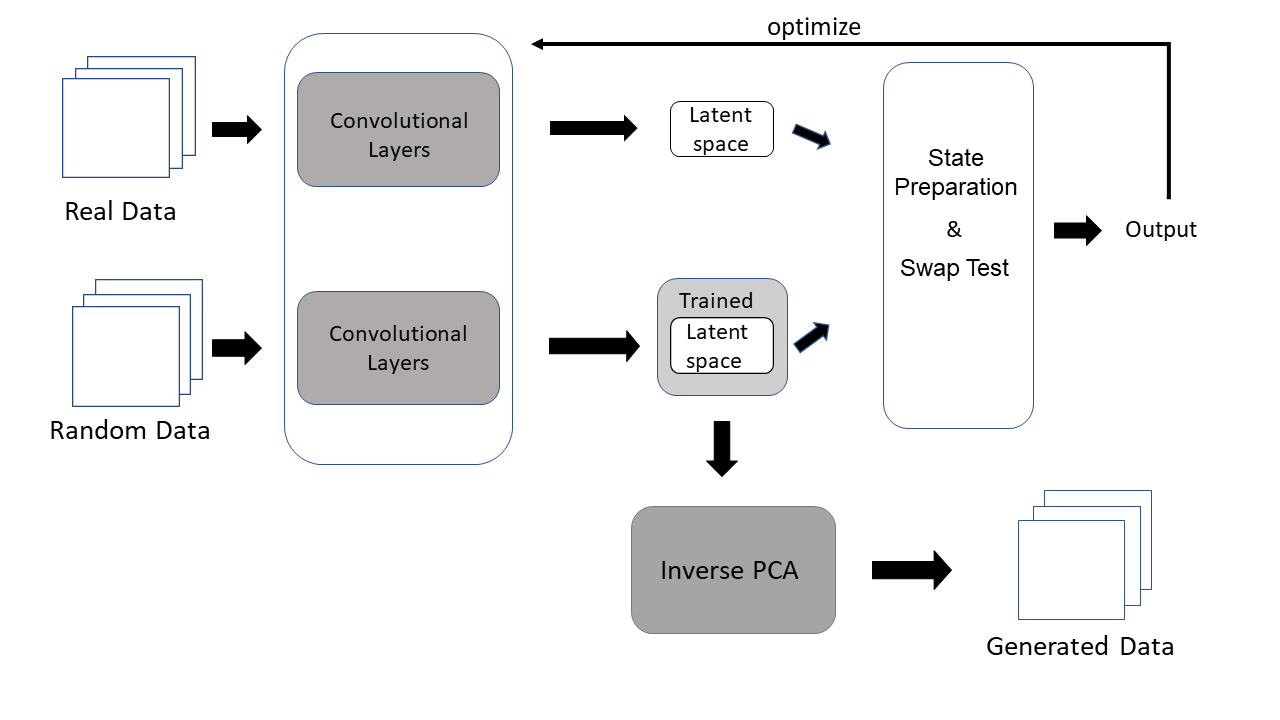 optimize
Convolutional
Layers
Latent
space
Real Data
State
Preparation
&
Swap Test
Output
Convolutional
Layers
Trained
Latent
space
Random Data
Inverse PCA
Generated Data